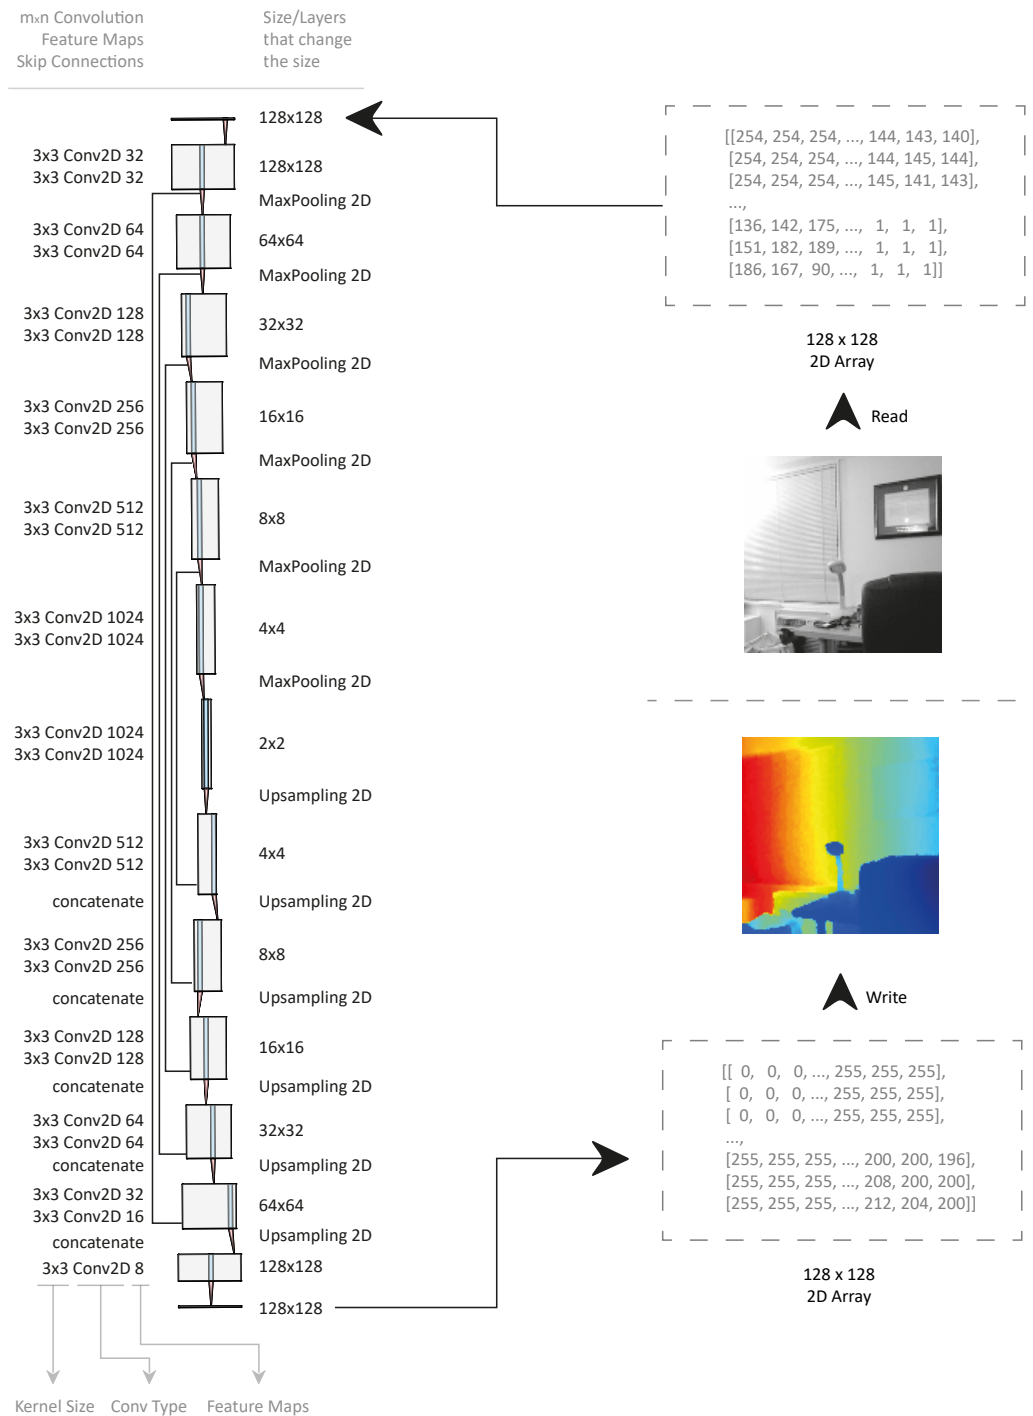 mxn Convolution
Feature Maps
Skip Connections
Size/Layers
that change
the size
128x128
3x3 Conv2D 32
3x3 Conv2D 32
128x128
MaxPooling 2D
3x3 Conv2D 64
3x3 Conv2D 64
64x64
MaxPooling 2D
3x3 Conv2D 128
3x3 Conv2D 128
32x32
MaxPooling 2D
3x3 Conv2D 256
3x3 Conv2D 256
16x16
MaxPooling 2D
3x3 Conv2D 512
3x3 Conv2D 512
8x8
MaxPooling 2D
3x3 Conv2D 1024
3x3 Conv2D 1024
4x4
MaxPooling 2D
3x3 Conv2D 1024
3x3 Conv2D 1024
2x2
Upsampling 2D
3x3 Conv2D 512
3x3 Conv2D 512
4x4
concatenate
Upsampling 2D
3x3 Conv2D 256
3x3 Conv2D 256
8x8
concatenate
Upsampling 2D
3x3 Conv2D 128
3x3 Conv2D 128
16x16
concatenate
Upsampling 2D
3x3 Conv2D 64
3x3 Conv2D 64
32x32
concatenate
Upsampling 2D
3x3 Conv2D 32
3x3 Conv2D 16
64x64
concatenate
Upsampling 2D
3x3 Conv2D 8
128x128
128x128
Kernel Size Conv Type Feature Maps
[[254, 254, 254, ..., 144, 143, 140],
[254, 254, 254, ..., 144, 145, 144],
[254, 254, 254, ..., 145, 141, 143],
...,
[136, 142, 175, ..., 1, 1, 1],
[151, 182, 189, ..., 1, 1, 1],
[186, 167, 90, ..., 1, 1, 1]]
128 x 128
2D Array
Read
Write
[[ 0, 0, 0, ..., 255, 255, 255],
[ 0, 0, 0, ..., 255, 255, 255],
[ 0, 0, 0, ..., 255, 255, 255],
...,
[255, 255, 255, ..., 200, 200, 196],
[255, 255, 255, ..., 208, 200, 200],
[255, 255, 255, ..., 212, 204, 200]]
128 x 128
2D Array